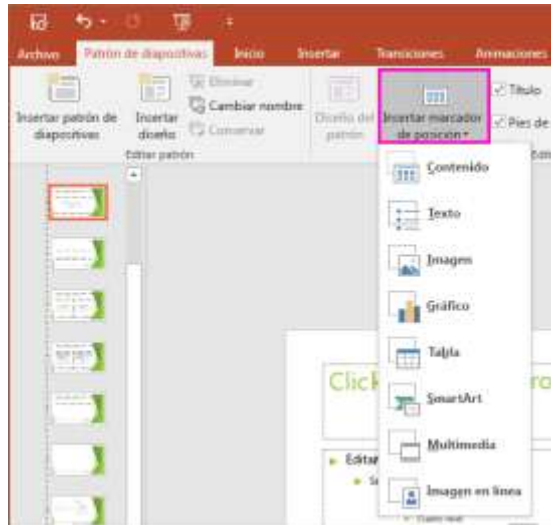 Archivo Patrón de diapositivas Inicio Insertar Transiciones Animaciones
Insertar patrón de diapositivas
Insertar diseño
Eliminar
Cambiar nombre
Conservar
Editar patrón
Diseño del patrón
Insertar marcador de posición
Título
Pies de
Contenido
Texto
Imagen
Gráfico
Tabla
SmartArt
Multimedia
Imagen en línea
Click
Editar